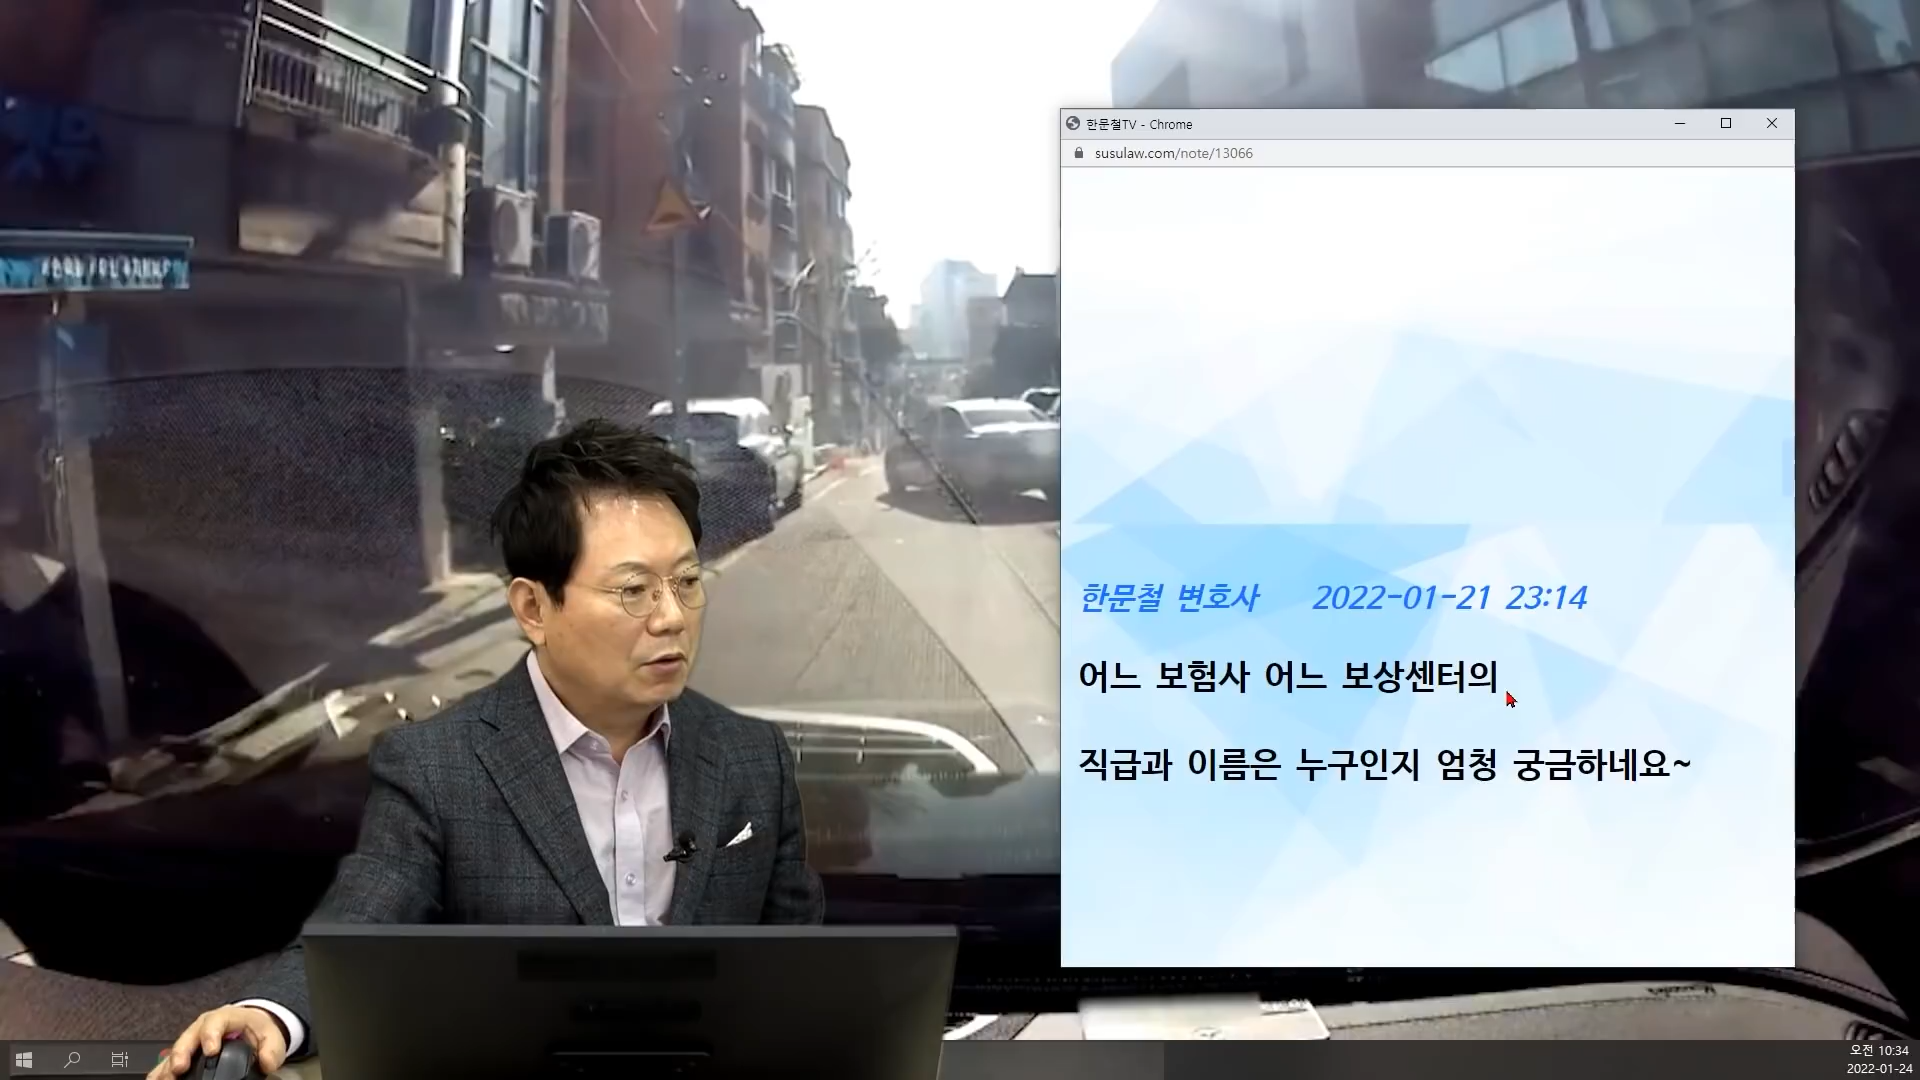 한문철TV - Chrome
susulaw.com/note/13066
한문철 변호사 2022-01-21 23:14
어느 보험사 어느 보상센터의
직급과 이름은 누구인지 엄청 궁금하네요~
오전 10:34
2022-01-24